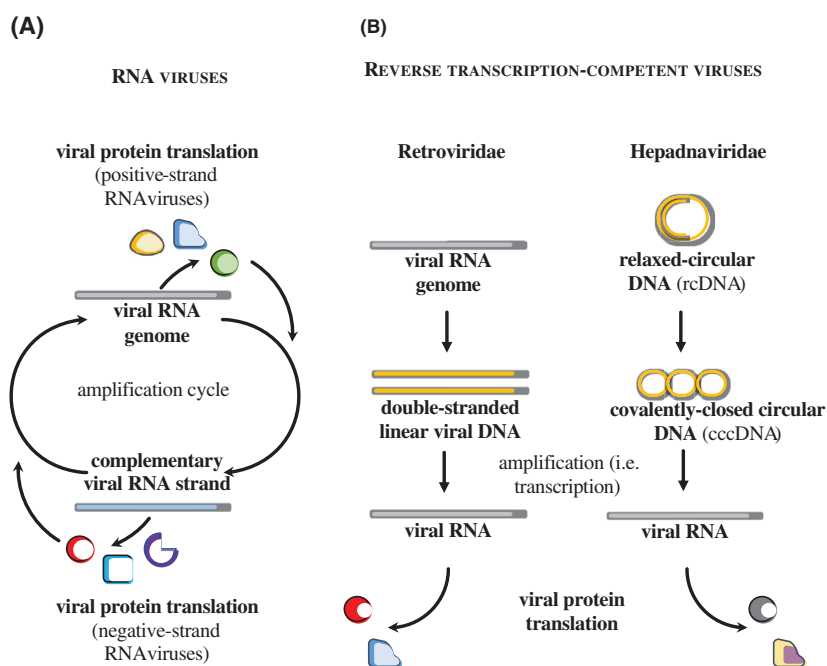 (A)
RNA VIRUSES
viral protein translation
(positive-strand
RNAviruses)
viral RNA
genome
amplification cycle
complementary
viral RNA strand
viral protein translation
(negative-strand
RNAviruses)
(B)
REVERSE TRANSCRIPTION-COMPETENT VIRUSES
Retroviridae
Hepadnaviridae
viral RNA
genome
relaxed-circular
DNA (rcDNA)
double-stranded
linear viral DNA
covalently-closed circular
DNA (cccDNA)
amplification (i.e.
transcription)
viral RNA
viral RNA
viral protein
translation